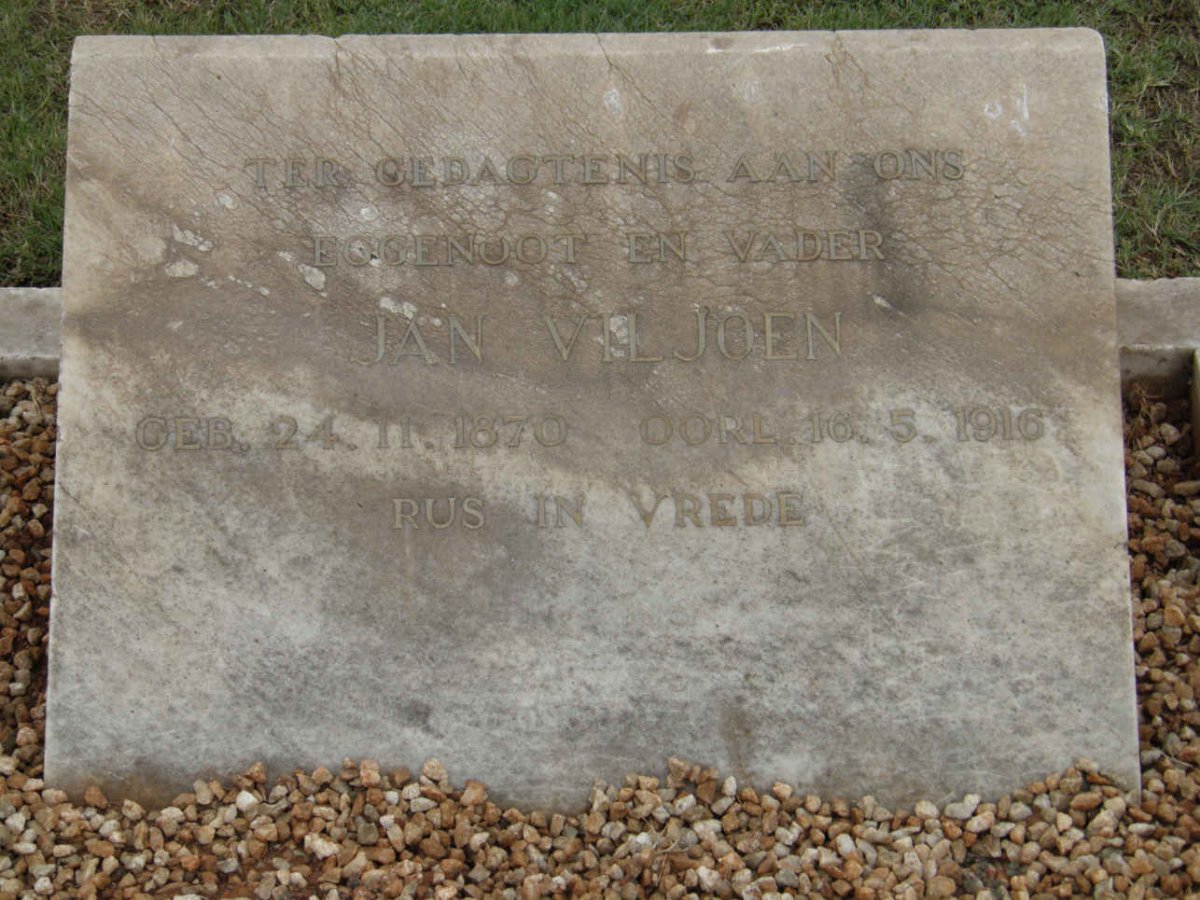 TER GEDAGTENIS AAN ONS
EGGENOOT EN VADER
JAN VILJOEN
GEB. 24. 11. 1870 OORL. 16. 5. 1916
RUS IN VREDE